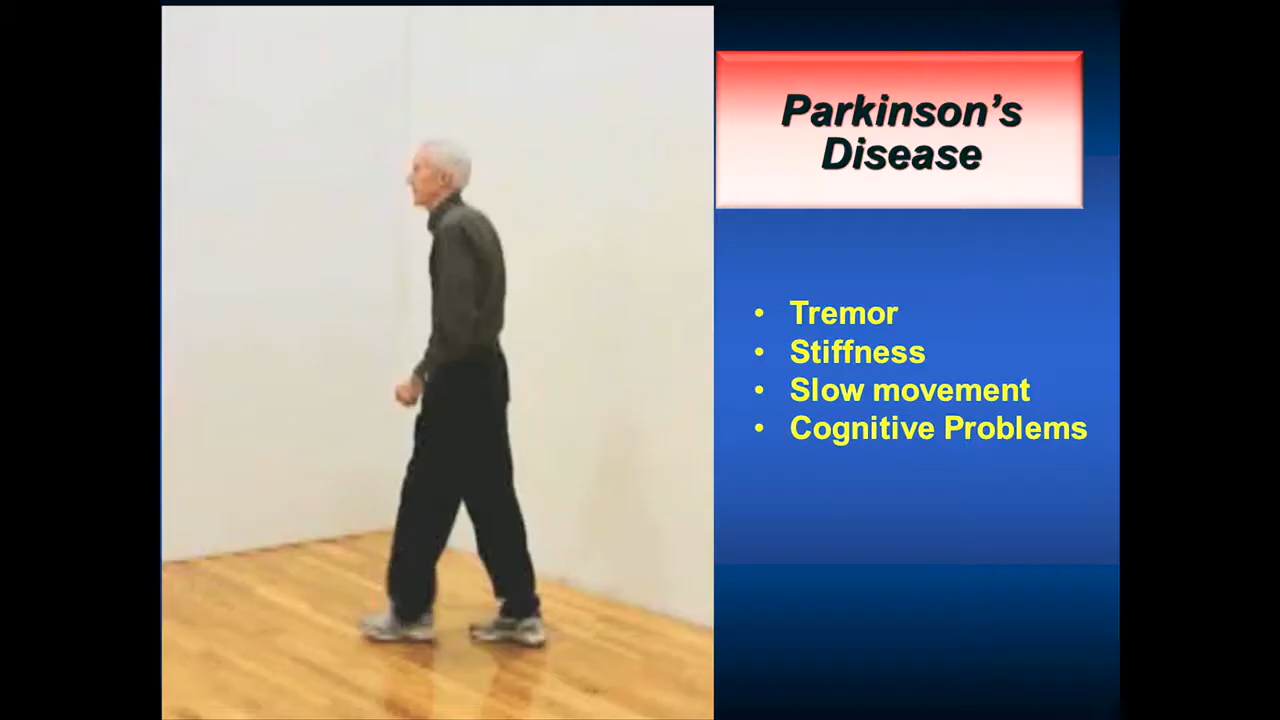 Parkinson’s
Disease
• Tremor
• Stiffness
• Slow movement
• Cognitive Problems